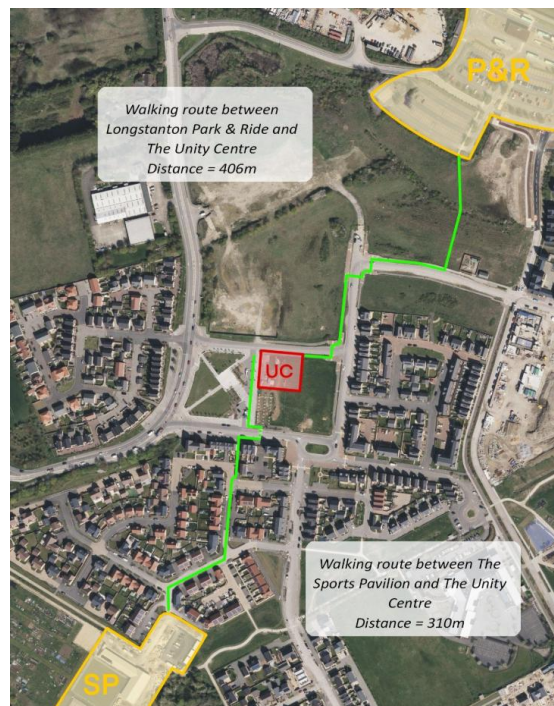 P&R
Walking route between
Longstanton Park & Ride and
The Unity Centre
Distance = 406m
UC
Walking route between The
Sports Pavilion and The Unity
Centre
Distance = 310m
SP